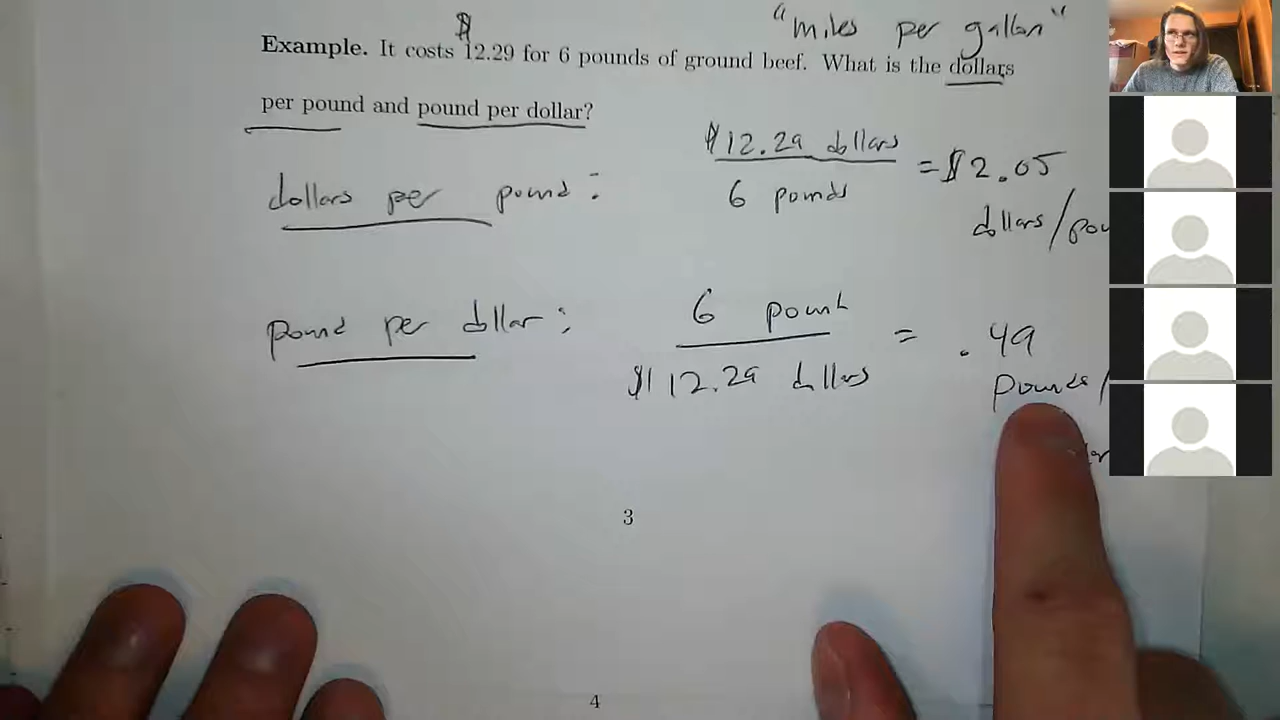 "miles per gallon"
$
Example. It costs 12.29 for 6 pounds of ground beef. What is the dollars
per pound and pound per dollar?
dollars per pound: $12.29 dollars
6 pounds
= $2.05
dollars/pou
pound per dollar: 6 pound
$12.29 dollars
= .49
pounds/
3
4